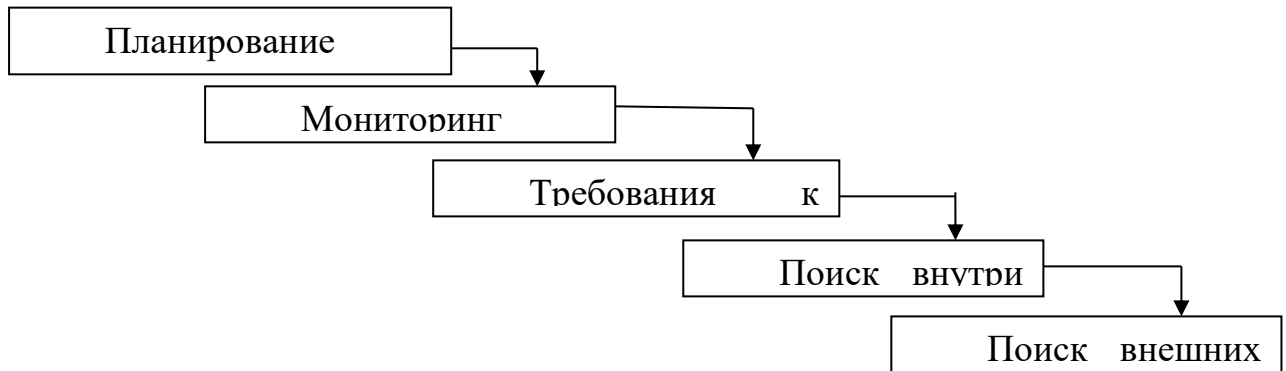 Планирование
Мониторинг
Требования к
Поиск внутри
Поиск внешних